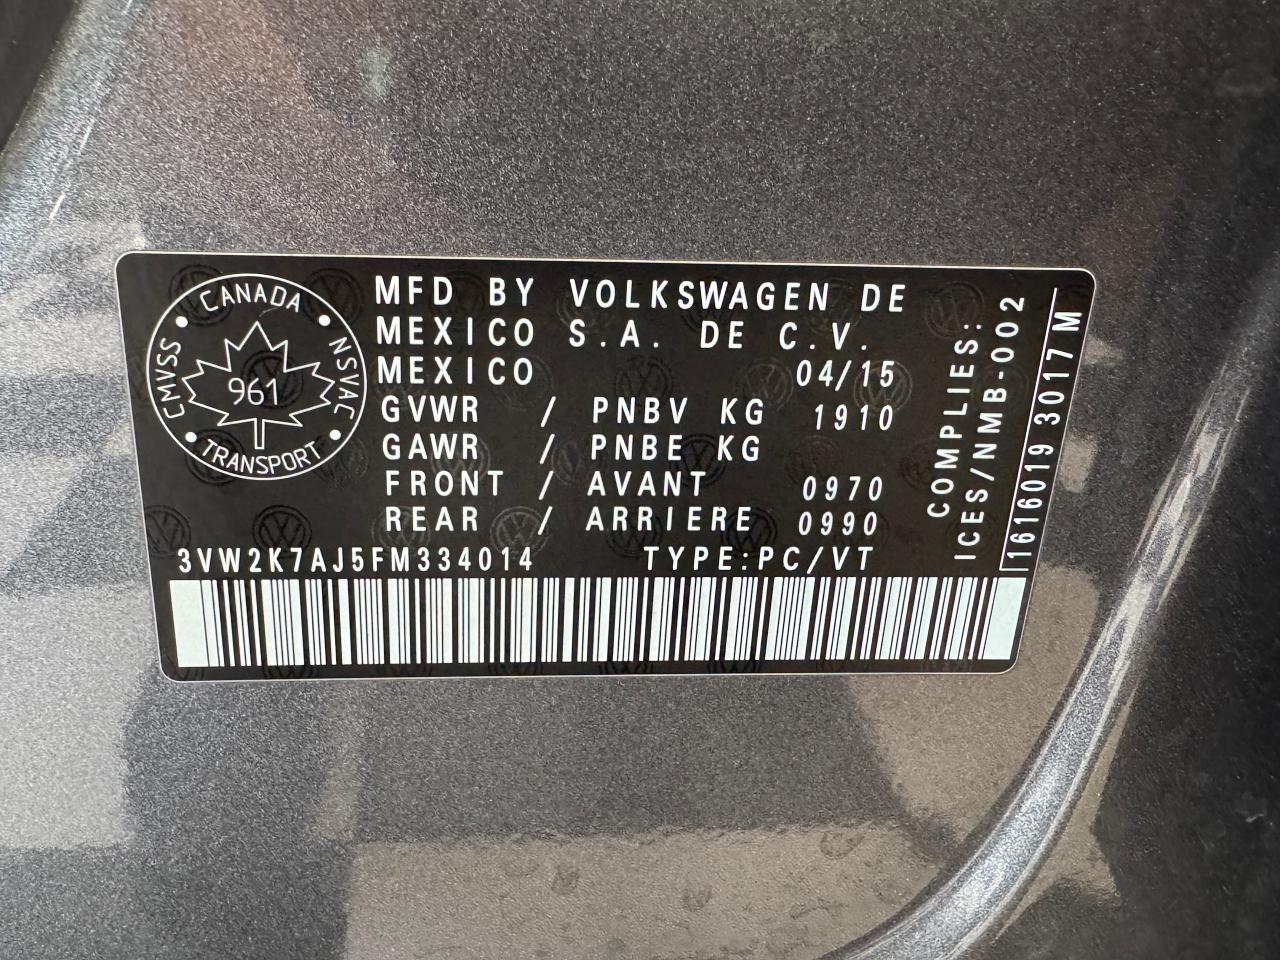 CANADA
CMVSS
NSVAC
961
TRANSPORT
MFD BY VOLKSWAGEN DE
MEXICO S.A. DE C.V.
MEXICO 04/15
GVWR / PNBV KG 1910
GAWR / PNBE KG
FRONT / AVANT 0970
REAR / ARRIERE 0990
3VW2K7AJ5FM334014 TYPE:PC/VT
COMPLIES:
ICES/NMB-002
1616019 3017 M